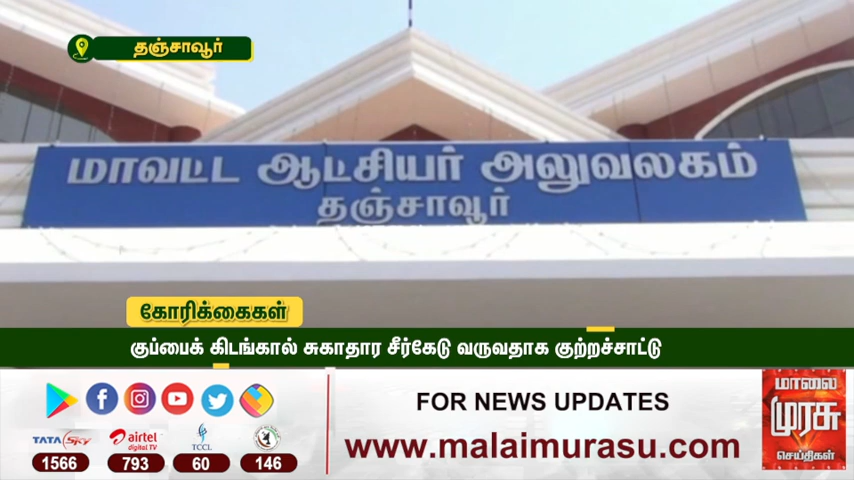 தஞ்சாவூர்
மாவட்ட ஆட்சியர் அலுவலகம்
தஞ்சாவூர்
கோரிக்கைகள்
குப்பைக் கிடங்கால் சுகாதார சீர்கேடு வருவதாக குற்றச்சாட்டு
FOR NEWS UPDATES
www.malaimurasu.com
TATA SKY
1566
airtel
digital TV
793
TCCL
60
146
மாலை
முரசு
செய்திகள்